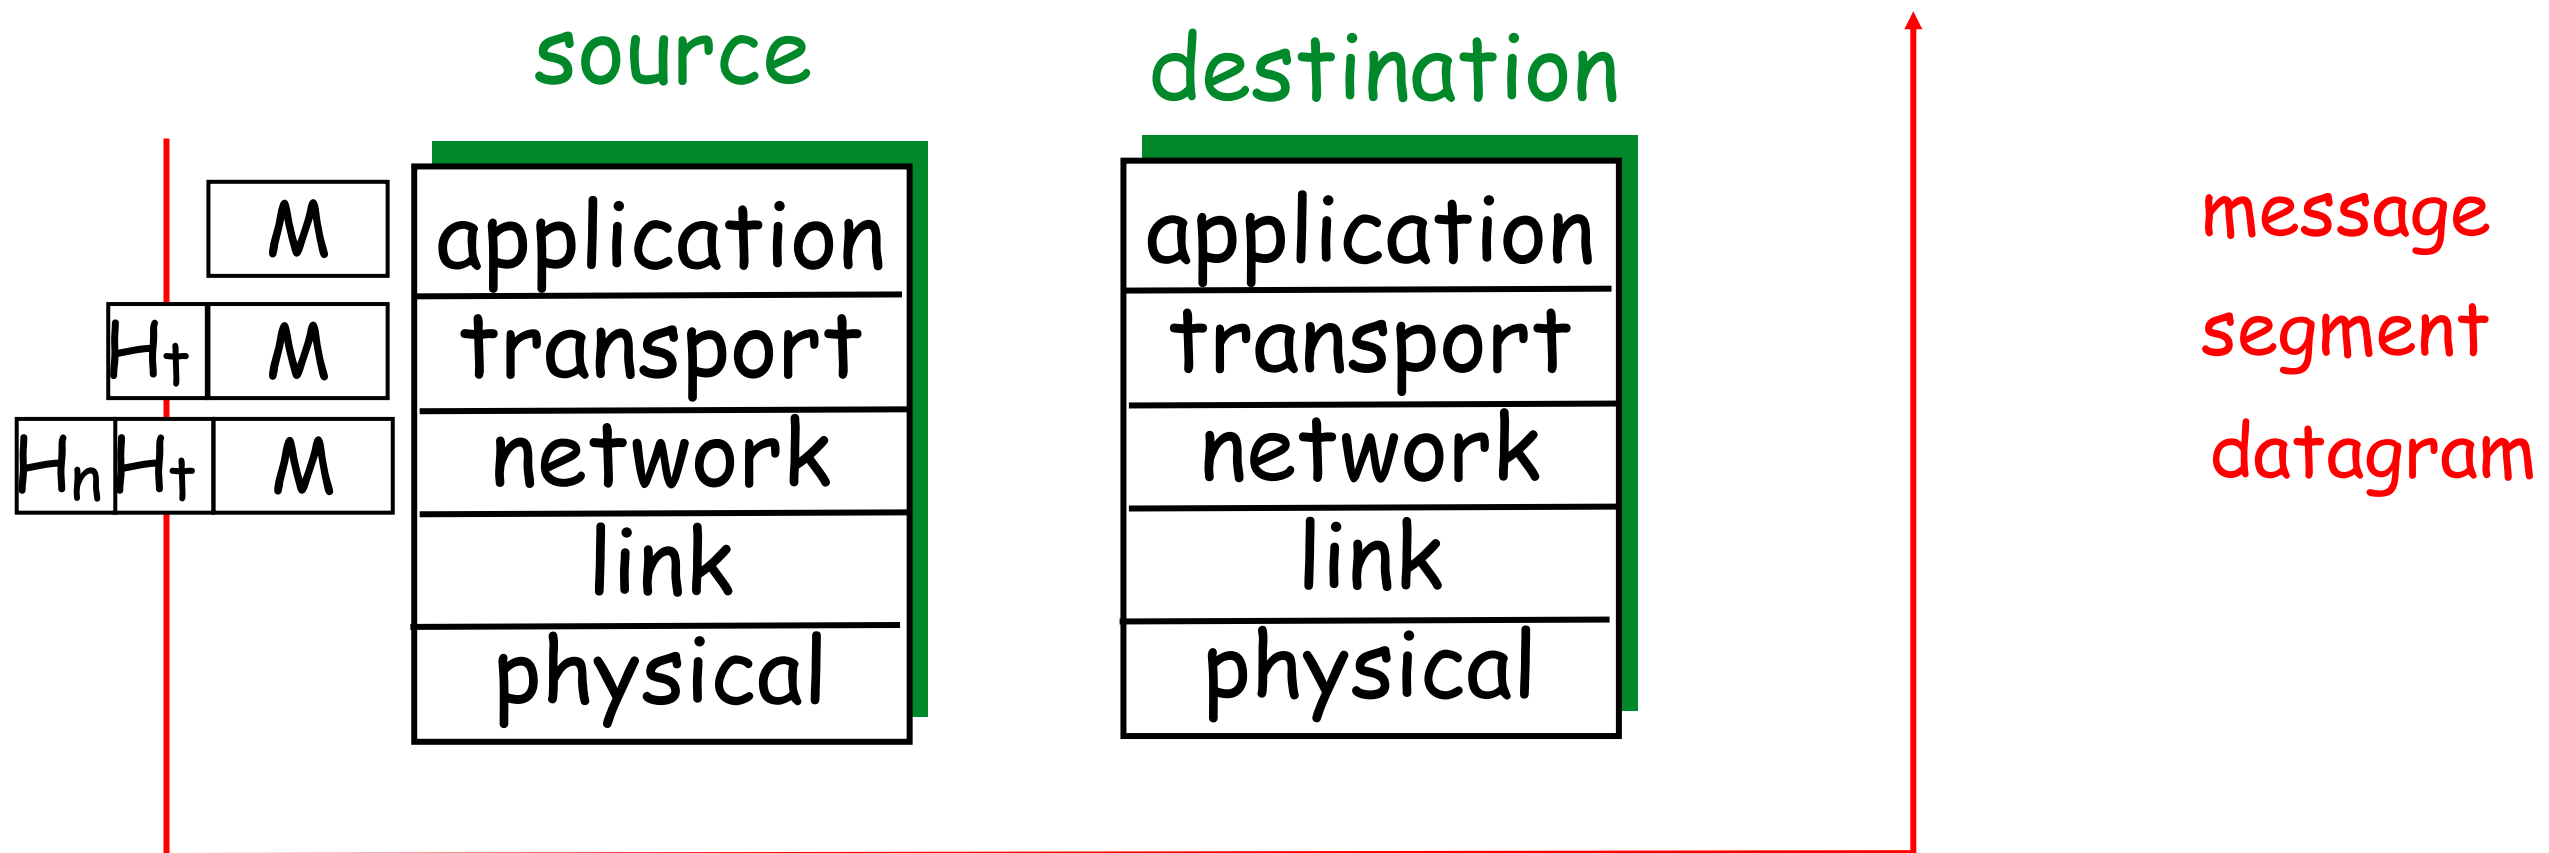 source
destination
M
application
application
message
Ht
M
transport
transport
segment
Hn
Ht
M
network
network
datagram
link
link
physical
physical